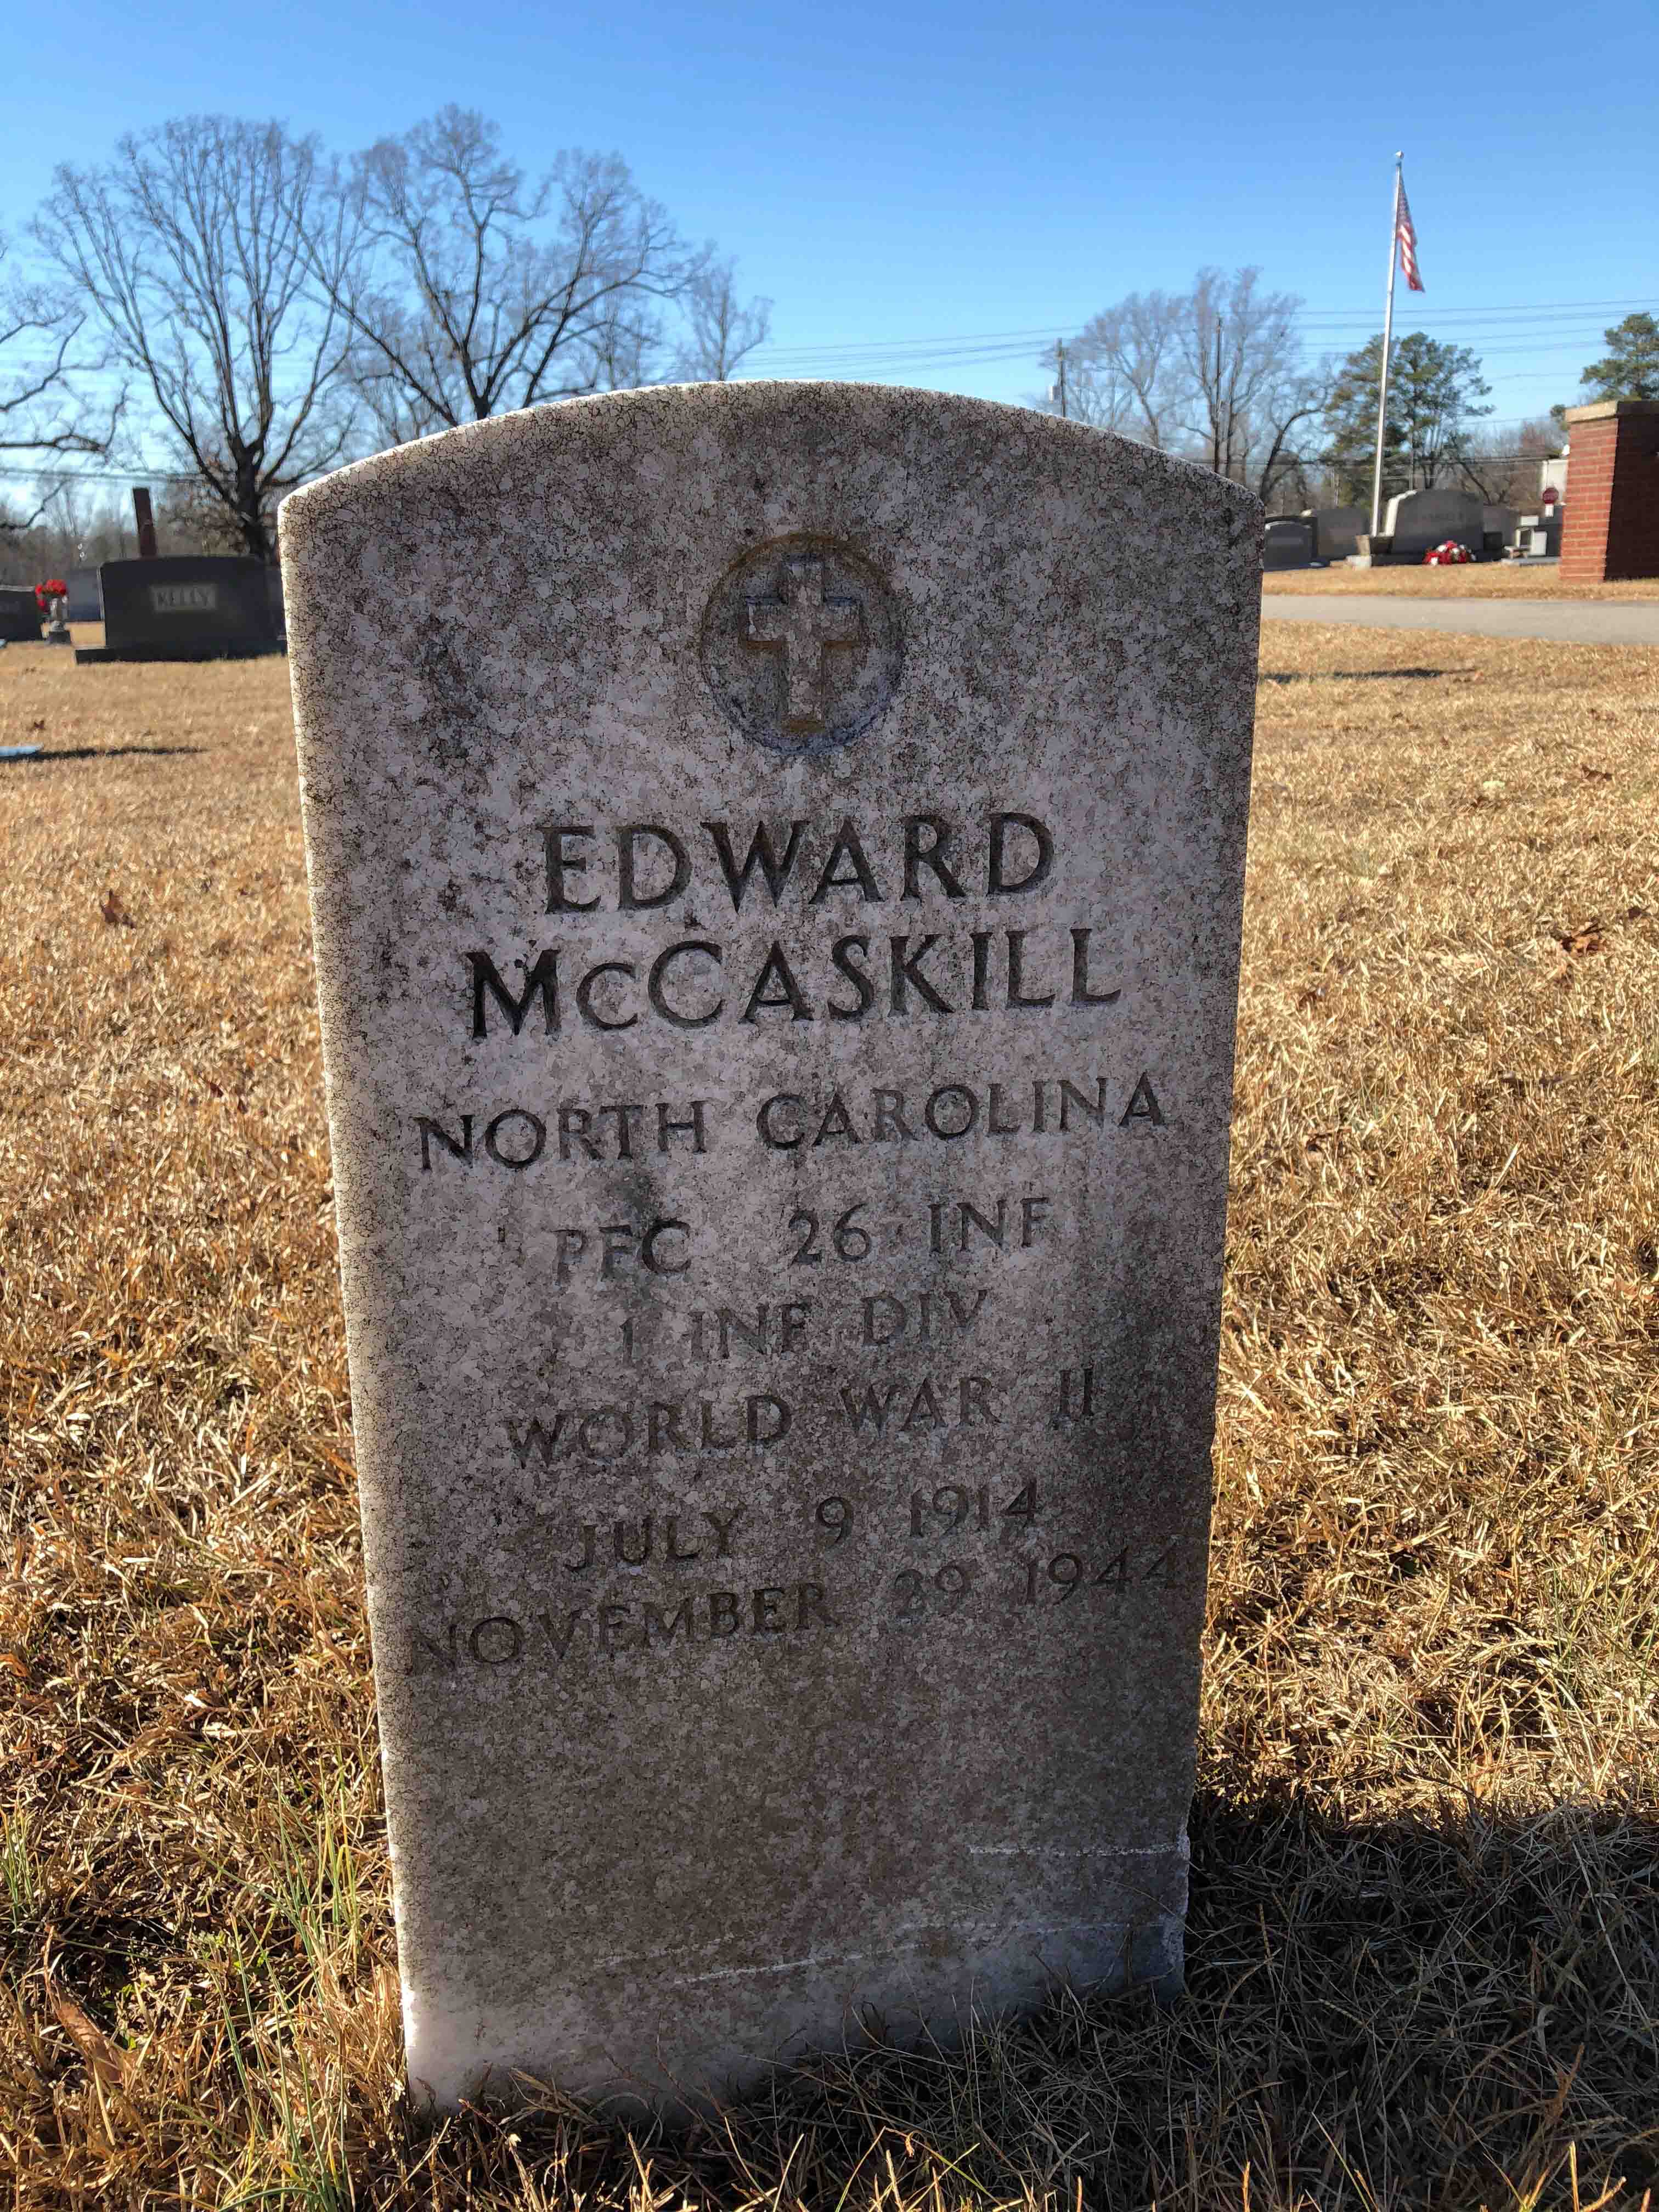 EDWARD
McCASKILL
NORTH CAROLINA
PFC 26 INF
1 INF DIV
WORLD WAR II
JULY 9 1914
NOVEMBER 29 1944
KELLY